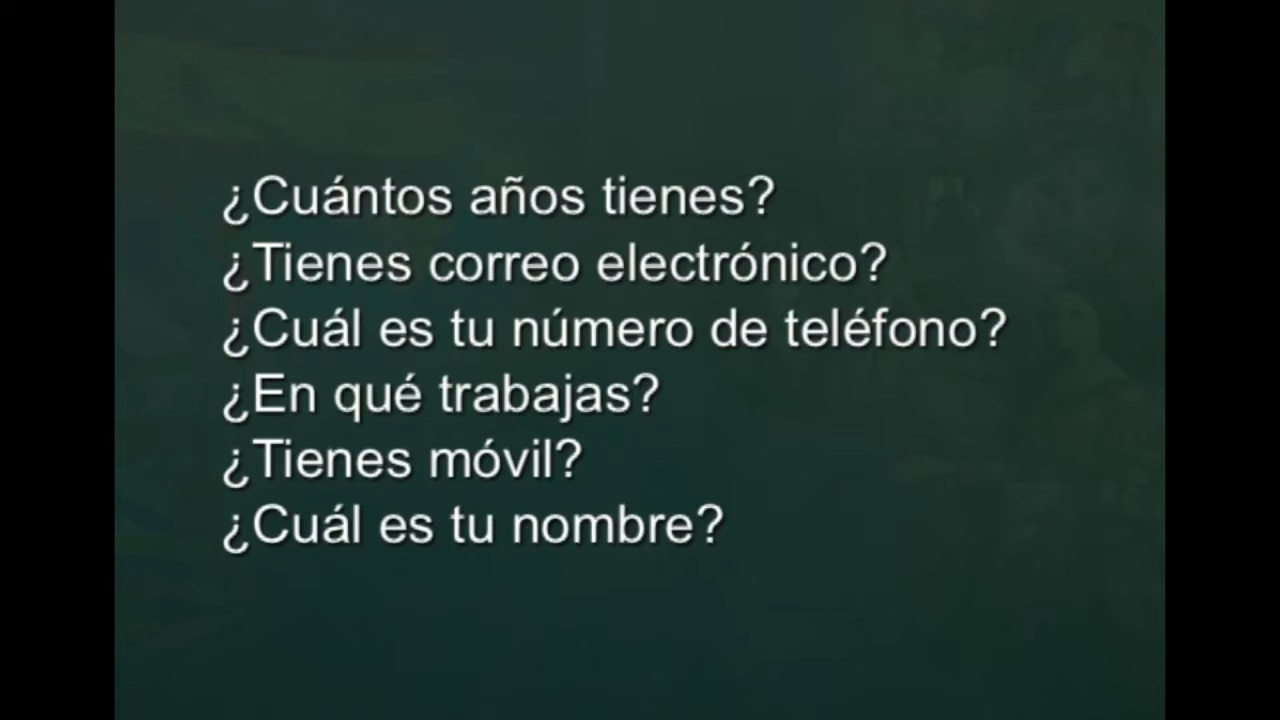 ¿Cuántos años tienes?
¿Tienes correo electrónico?
¿Cuál es tu número de teléfono?
¿En qué trabajas?
¿Tienes móvil?
¿Cuál es tu nombre?